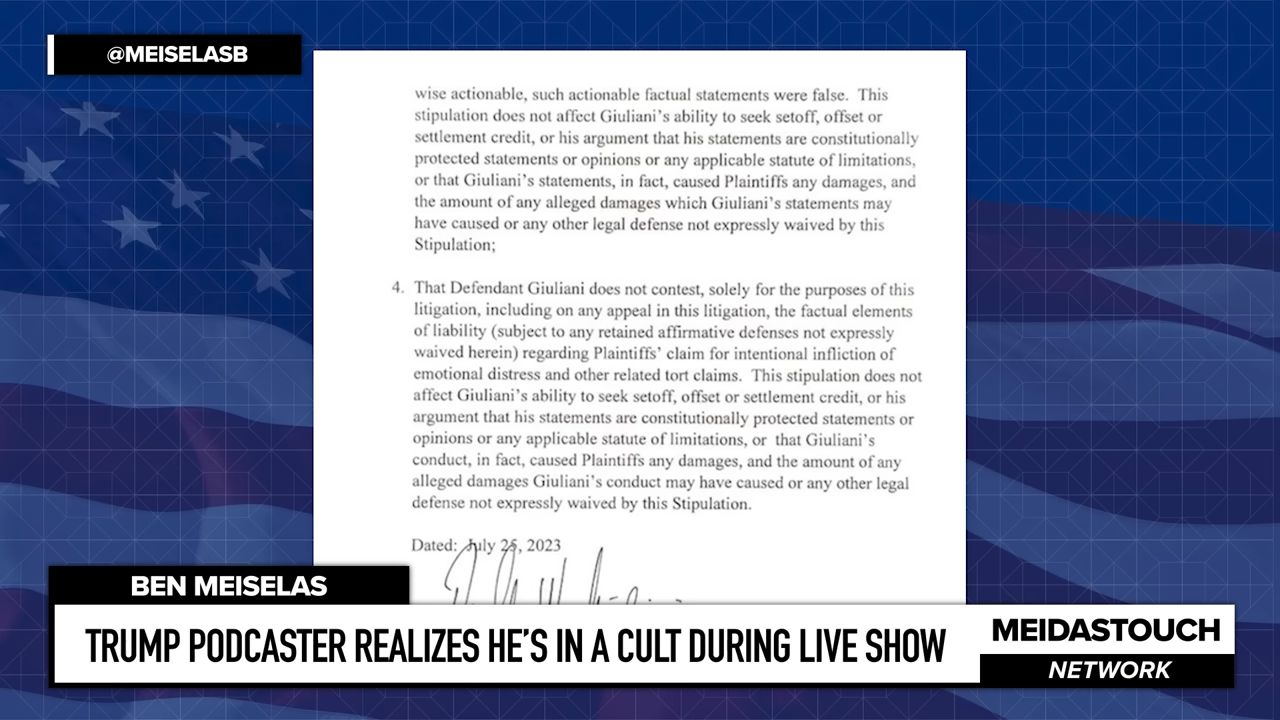 @MEISELASB
wise actionable, such actionable factual statements were false. This
stipulation does not affect Giuliani's ability to seek setoff, offset or
settlement credit, or his argument that his statements are constitutionally
protected statements or opinions or any applicable statute of limitations,
or that Giuliani's statements, in fact, caused Plaintiffs any damages, and
the amount of any alleged damages which Giuliani's statements may
have caused or any other legal defense not expressly waived by this
Stipulation;
4. That Defendant Giuliani does not contest, solely for the purposes of this
litigation, including on any appeal in this litigation, the factual elements
of liability (subject to any retained affirmative defenses not expressly
waived herein) regarding Plaintiffs' claim for intentional infliction of
emotional distress and other related tort claims. This stipulation does not
affect Giuliani's ability to seek setoff, offset or settlement credit, or his
argument that his statements are constitutionally protected statements or
opinions or any applicable statute of limitations, or that Giuliani's
conduct, in fact, caused Plaintiffs any damages, and the amount of any
alleged damages Giuliani's conduct may have caused or any other legal
defense not expressly waived by this Stipulation.
Dated: July 25, 2023
BEN MEISELAS
TRUMP PODCASTER REALIZES HE'S IN A CULT DURING LIVE SHOW
MEIDASTOUCH
NETWORK